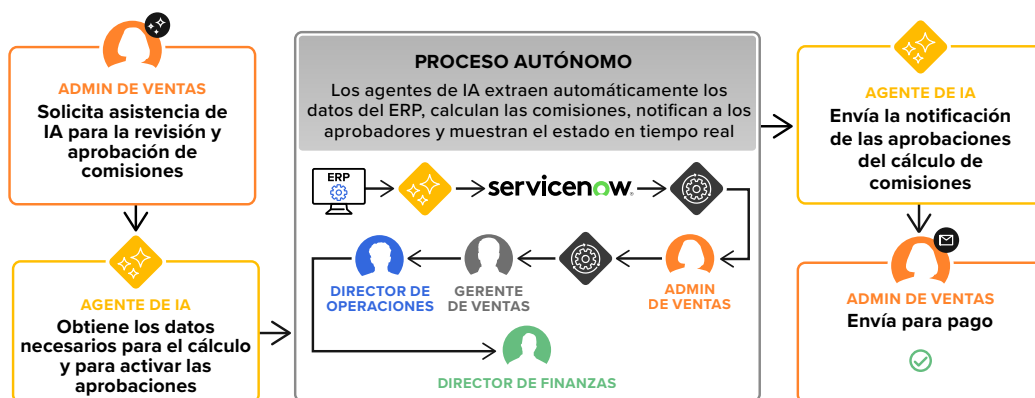 ADMIN DE VENTAS
Solicita asistencia de
IA para la revisión y
aprobación de
comisiones
AGENTE DE IA
Obtiene los datos
necesarios para el cálculo
y para activar las
aprobaciones
PROCESO AUTÓNOMO
Los agentes de IA extraen automáticamente los
datos del ERP, calculan las comisiones, notifican a los
aprobadores y muestran el estado en tiempo real
ERP
servicenow
ADMIN
DE VENTAS
GERENTE
DE VENTAS
DIRECTOR DE
OPERACIONES
DIRECTOR DE FINANZAS
AGENTE DE IA
Envía la notificación
de las aprobaciones
del cálculo de
comisiones
ADMIN DE VENTAS
Envía para pago